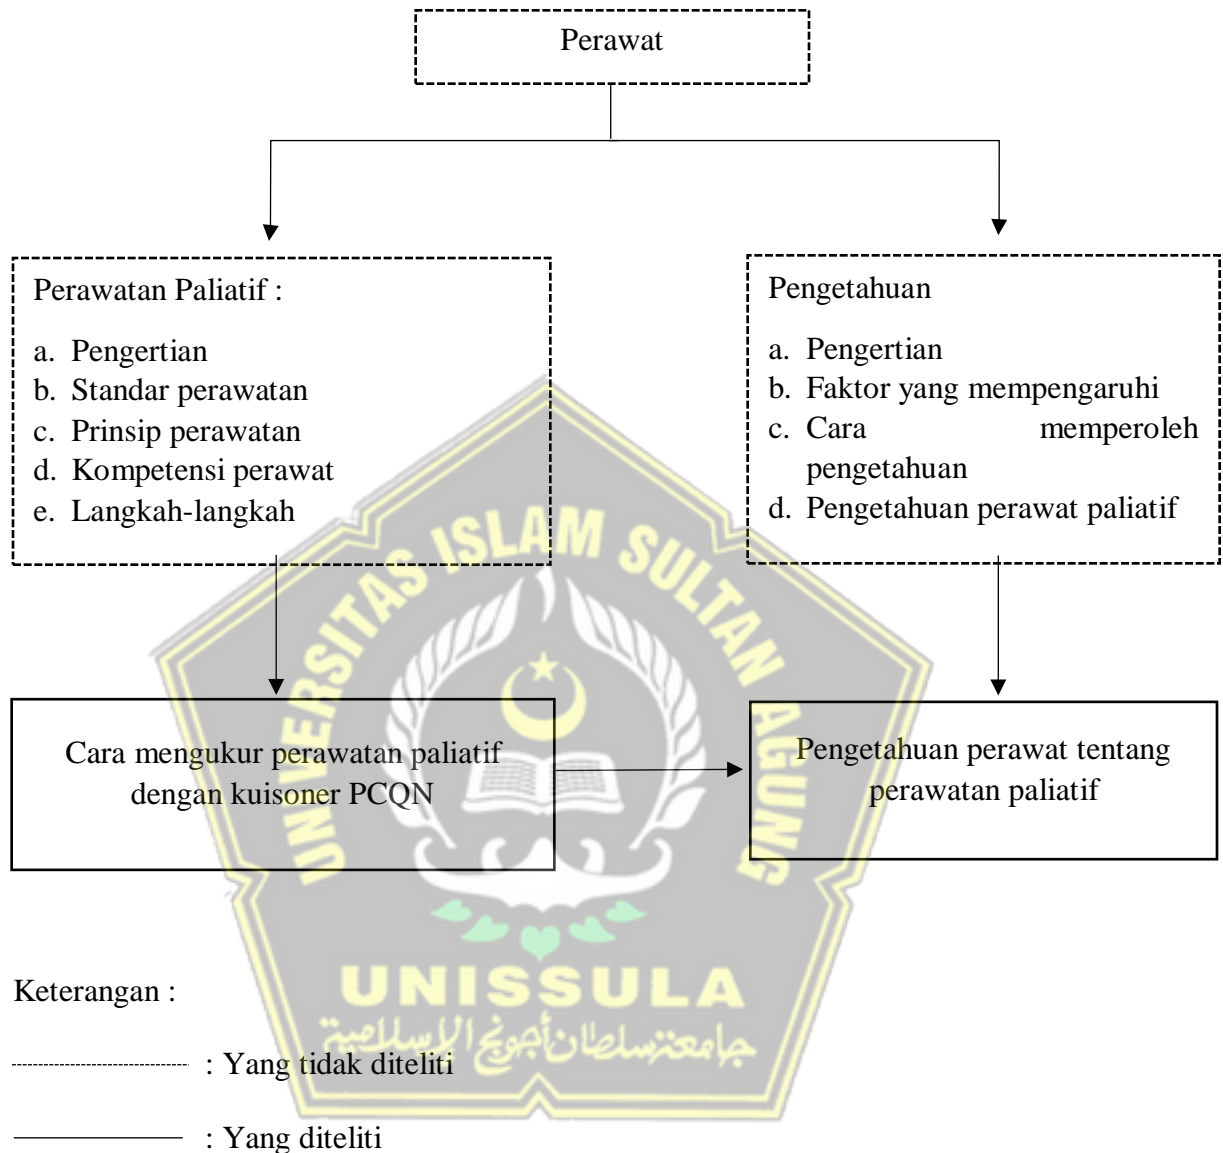 Perawat
Perawatan Paliatif :
a. Pengertian
b. Standar perawatan
c. Prinsip perawatan
d. Kompetensi perawat
e. Langkah-langkah
Pengetahuan
a. Pengertian
b. Faktor yang mempengaruhi
c. Cara memperoleh
pengetahuan
d. Pengetahuan perawat paliatif
UNIVERSITAS ISLAM SULTAN AGUNG
Cara mengukur perawatan paliatif
dengan kuisoner PCQN
Pengetahuan perawat tentang
perawatan paliatif
UNISSULA
جامعتنسلطان أجونج الإسلامية
Keterangan :
: Yang tidak diteliti
: Yang diteliti